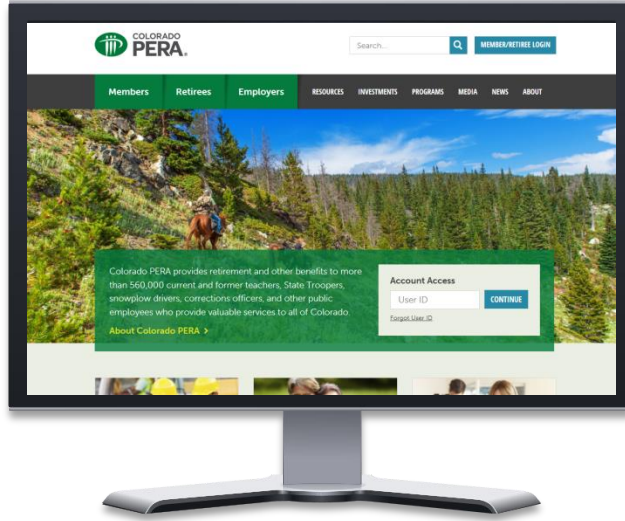 COLORADO
PERA®
Search...
MEMBER/RETIREE LOGIN
Members Retirees Employers RESOURCES INVESTMENTS PROGRAMS MEDIA NEWS ABOUT
Colorado PERA provides retirement and other benefits to more
than 560,000 current and former teachers, State Troopers,
snowplow drivers, corrections officers, and other public
employees who provide valuable services to all of Colorado.
About Colorado PERA >
Account Access
User ID CONTINUE
Forgot User ID